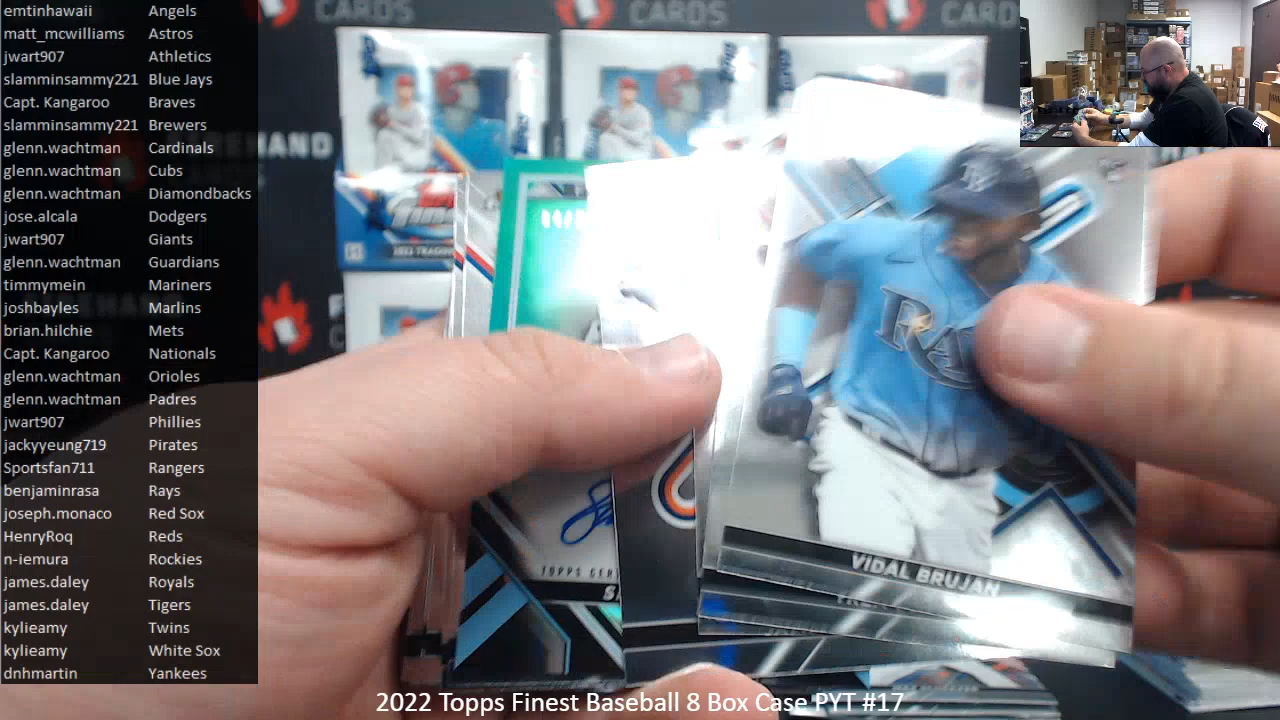 emtinhawaii Angels
matt_mcwilliams Astros
jwart907 Athletics
slamminsammy221 Blue Jays
Capt. Kangaroo Braves
slamminsammy221 Brewers
glenn.wachtman Cardinals
glenn.wachtman Cubs
glenn.wachtman Diamondbacks
jose.alcala Dodgers
jwart907 Giants
glenn.wachtman Guardians
timmymein Mariners
joshbayles Marlins
brian.hilchie Mets
Capt. Kangaroo Nationals
glenn.wachtman Orioles
glenn.wachtman Padres
jwart907 Phillies
jackyyeung719 Pirates
Sportsfan711 Rangers
benjaminrasa Rays
joseph.monaco Red Sox
HenryRoq Reds
n-iemura Rockies
james.daley Royals
james.daley Tigers
kylieamy Twins
kylieamy White Sox
dnhmartin Yankees
CARDS
CARDS
CARD
VIDAL BRUJAN
TOPPS CER
2022 Topps Finest Baseball 8 Box Case PYT #17